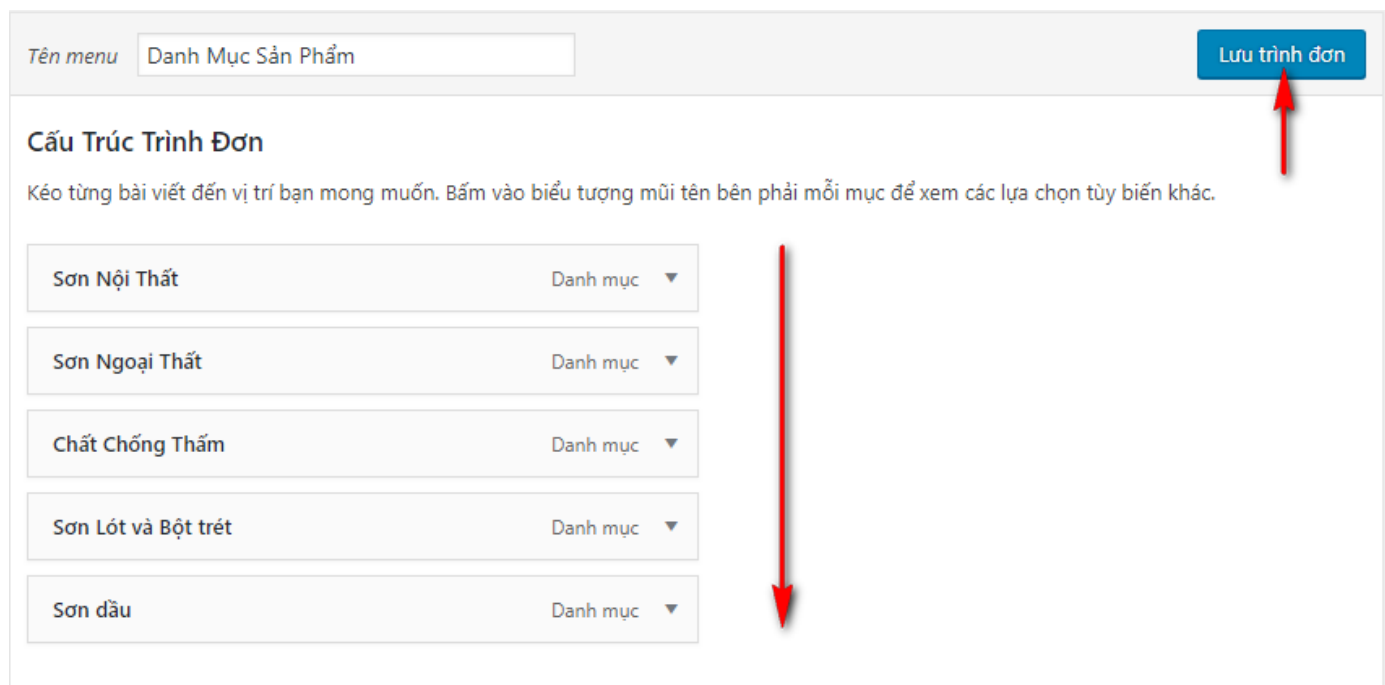 Tên menu Danh Mục Sản Phẩm Lưu trình đơn
Cấu Trúc Trình Đơn
Kéo từng bài viết đến vị trí bạn mong muốn. Bấm vào biểu tượng mũi tên bên phải mỗi mục để xem các lựa chọn tùy biến khác.
Sơn Nội Thất Danh mục
Sơn Ngoại Thất Danh mục
Chất Chống Thấm Danh mục
Sơn Lót và Bột trét Danh mục
Sơn dầu Danh mục